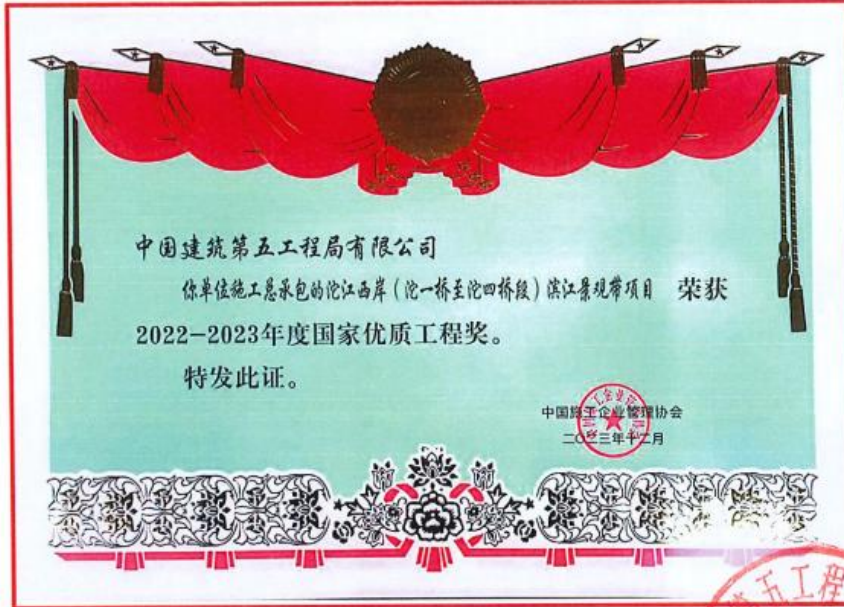 中国建筑第五工程局有限公司
你单位施工总承包的沱江西岸（沱一桥至沱四桥段）滨江景观带项目 荣获
2022-2023年度国家优质工程奖。
特发此证。
中国施工企业管理协会
二〇二三年十二月
五工程